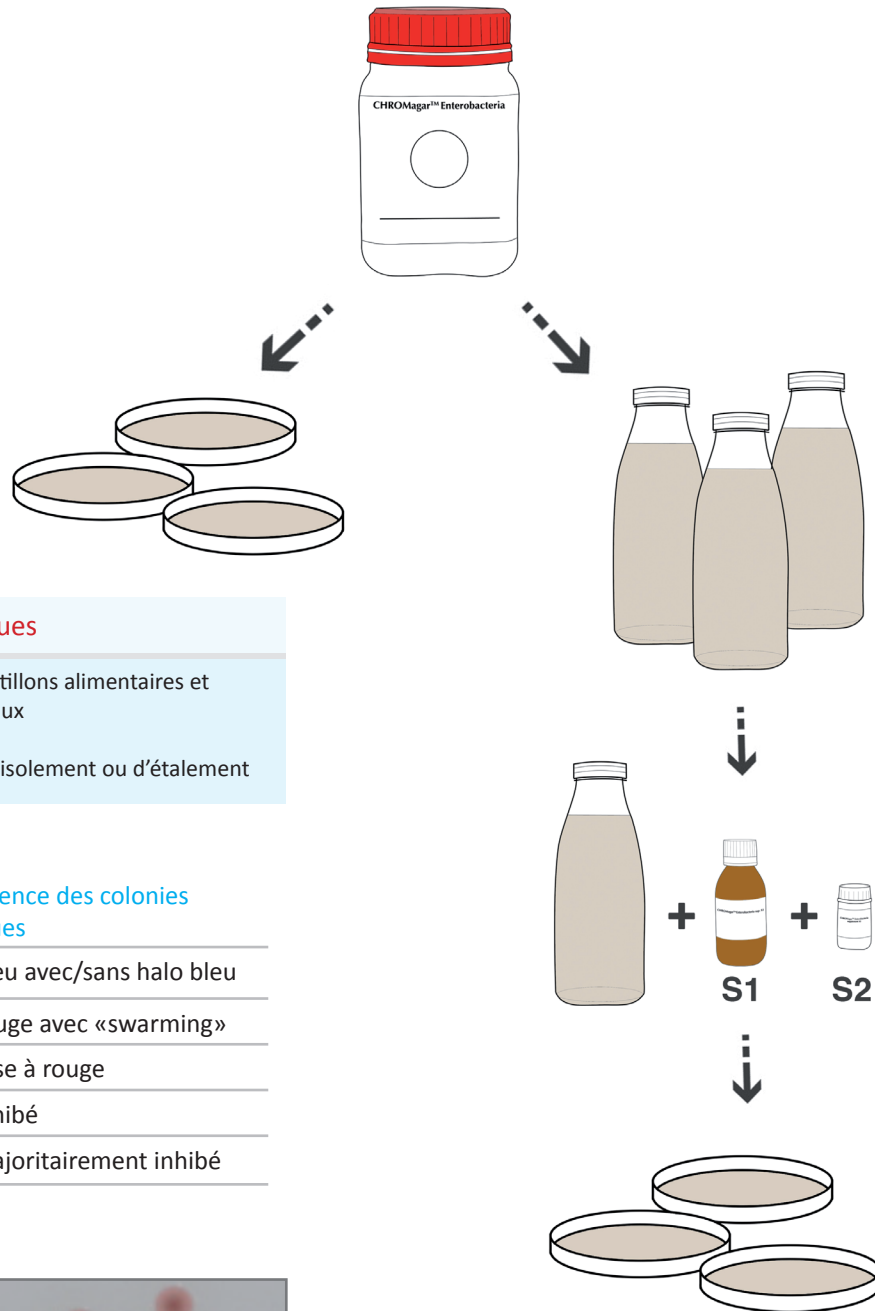 CHROMagar™ Enterobacteria
ues
tillons alimentaires et
ux
isolement ou d’étalement
ence des colonies
es
eu avec/sans halo bleu
uge avec «swarming»
se à rouge
hibé
ajoritairement inhibé
+
+
S1
S2